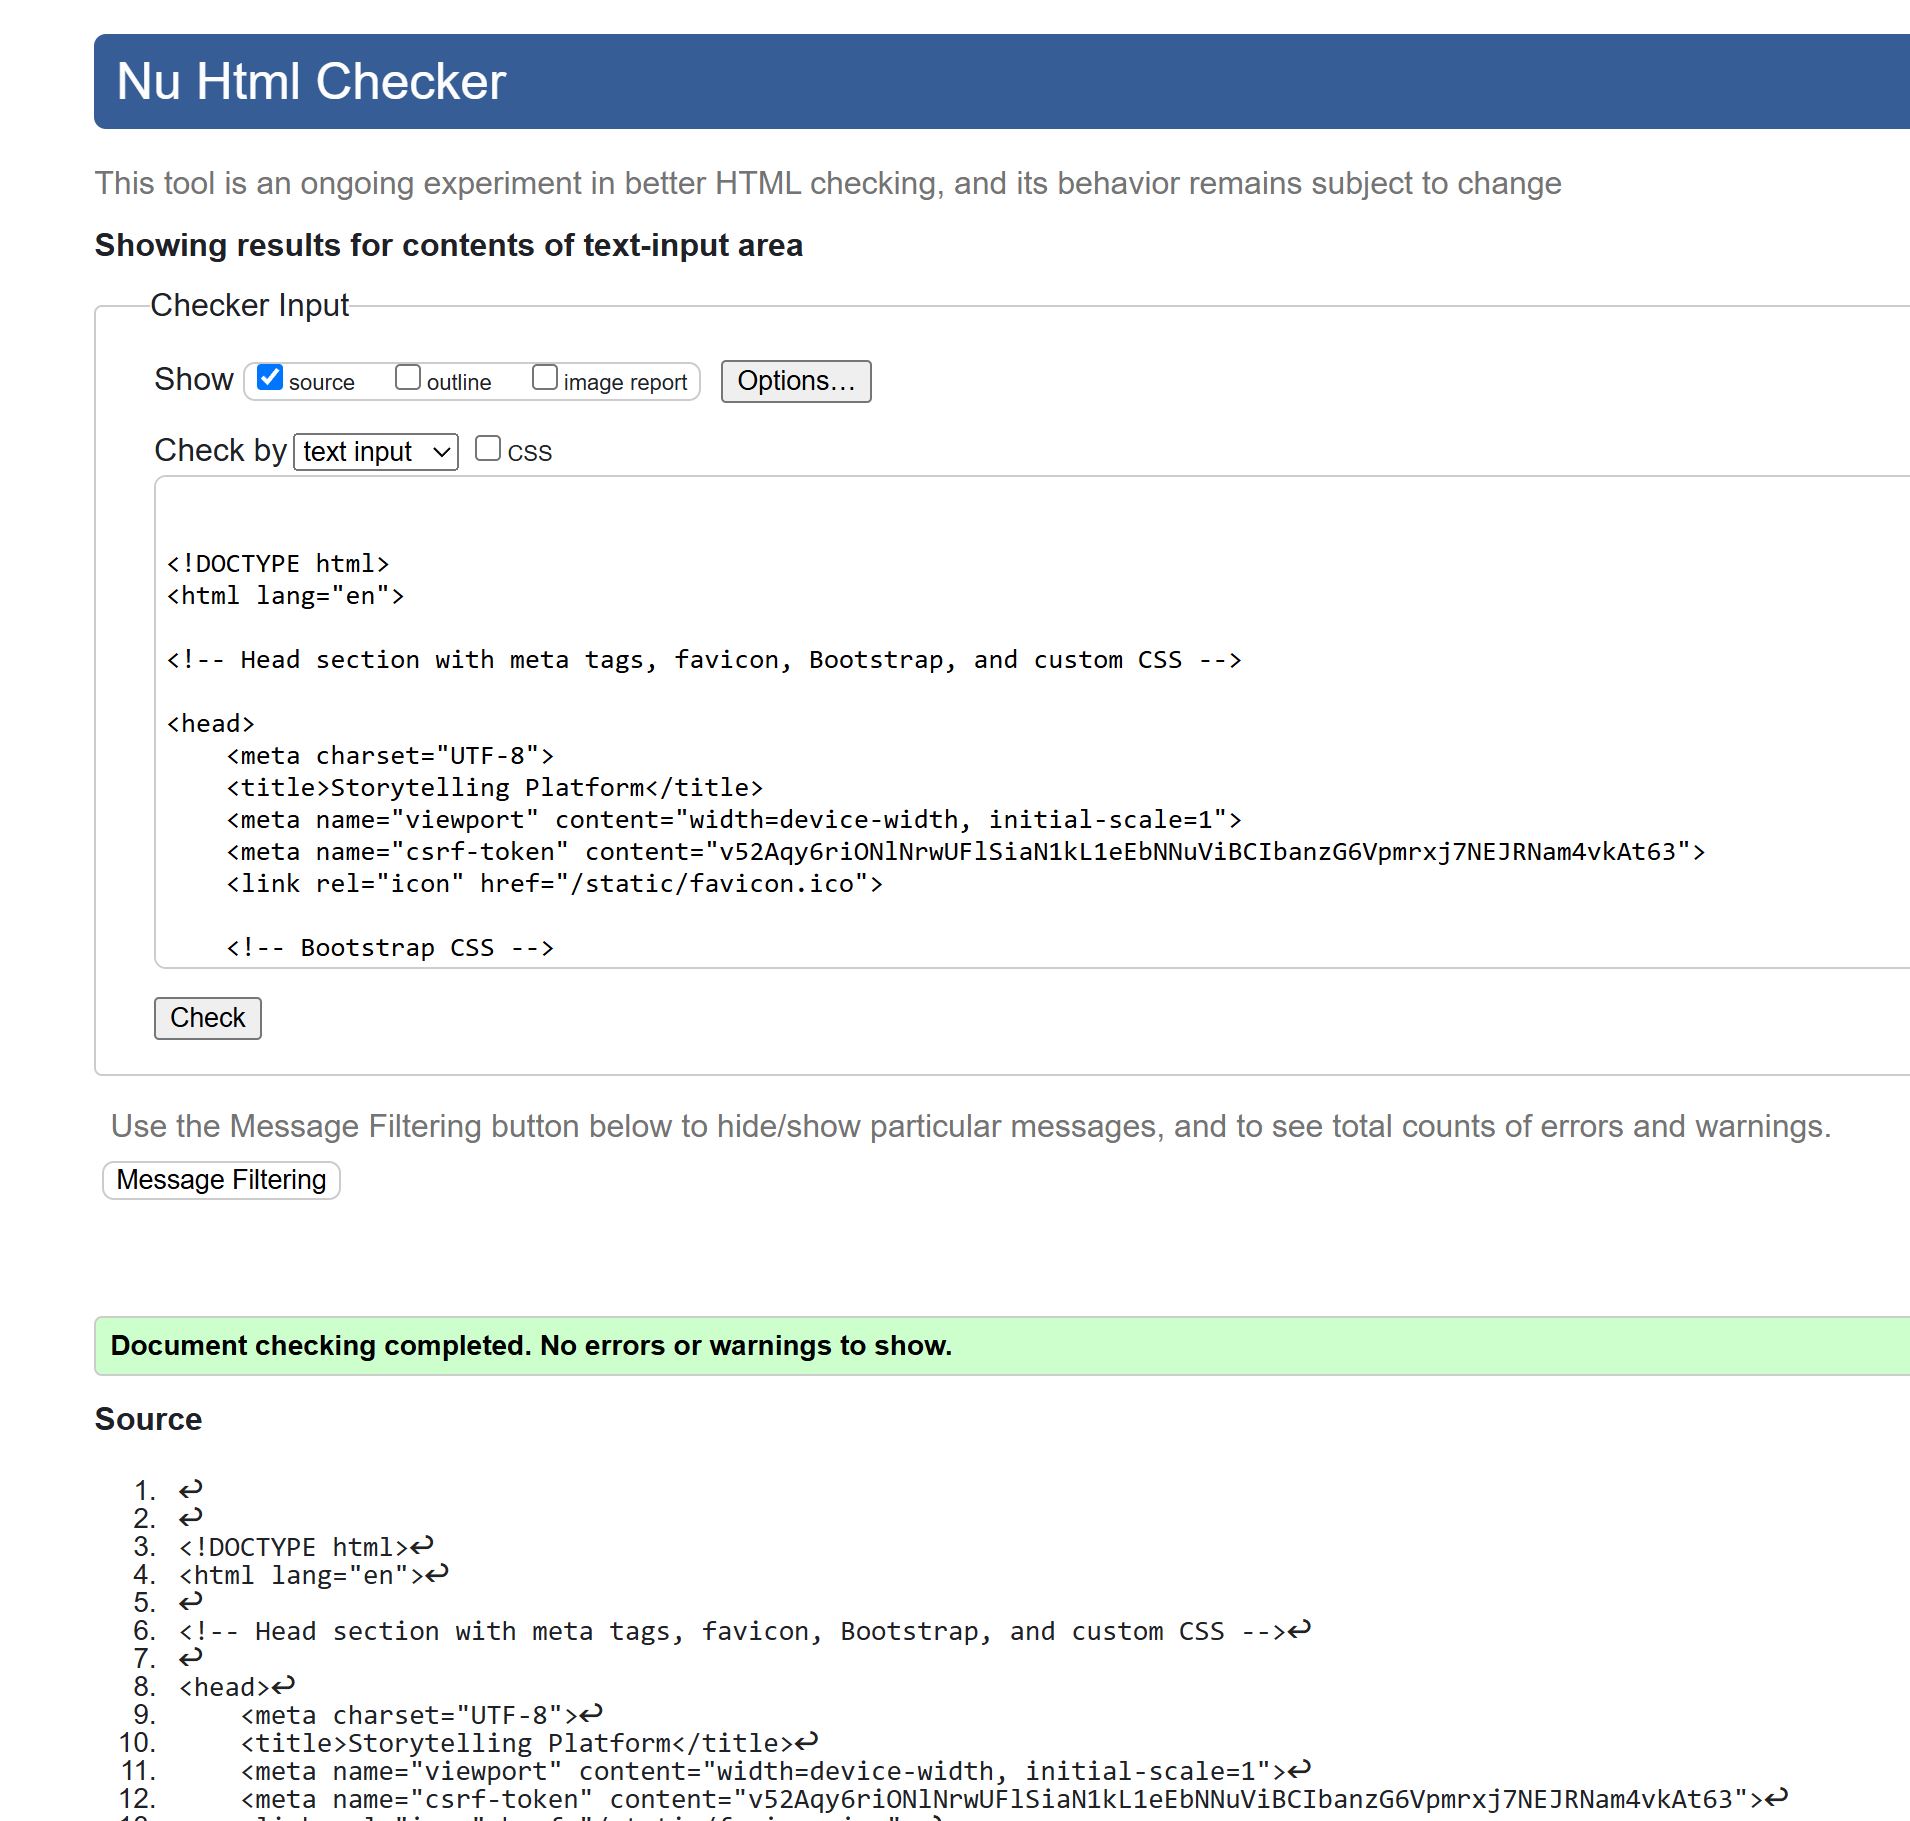 Nu Html Checker
This tool is an ongoing experiment in better HTML checking, and its behavior remains subject to change
Showing results for contents of text-input area
Checker Input
Show source outline image report Options...
Check by text input CSS
<!DOCTYPE html>
<html lang="en">
<!-- Head section with meta tags, favicon, Bootstrap, and custom CSS -->
<head>
<meta charset="UTF-8">
<title>Storytelling Platform</title>
<meta name="viewport" content="width=device-width, initial-scale=1">
<meta name="csrf-token" content="v52Aqy6riONlNrwUFlSiaN1kL1eEbNNuViBCIbanzG6Vpmrxj7NEJRNam4vkAt63">
<link rel="icon" href="/static/favicon.ico">
<!-- Bootstrap CSS -->
Check
Use the Message Filtering button below to hide/show particular messages, and to see total counts of errors and warnings.
Message Filtering
Document checking completed. No errors or warnings to show.
Source
1. ↩
2. ↩
3. <!DOCTYPE html>↩
4. <html lang="en">↩
5. ↩
6. <!-- Head section with meta tags, favicon, Bootstrap, and custom CSS -->↩
7. ↩
8. <head>↩
9. <meta charset="UTF-8">↩
10. <title>Storytelling Platform</title>↩
11. <meta name="viewport" content="width=device-width, initial-scale=1">↩
12. <meta name="csrf-token" content="v52Aqy6riONlNrwUFlSiaN1kL1eEbNNuViBCIbanzG6Vpmrxj7NEJRNam4vkAt63">↩